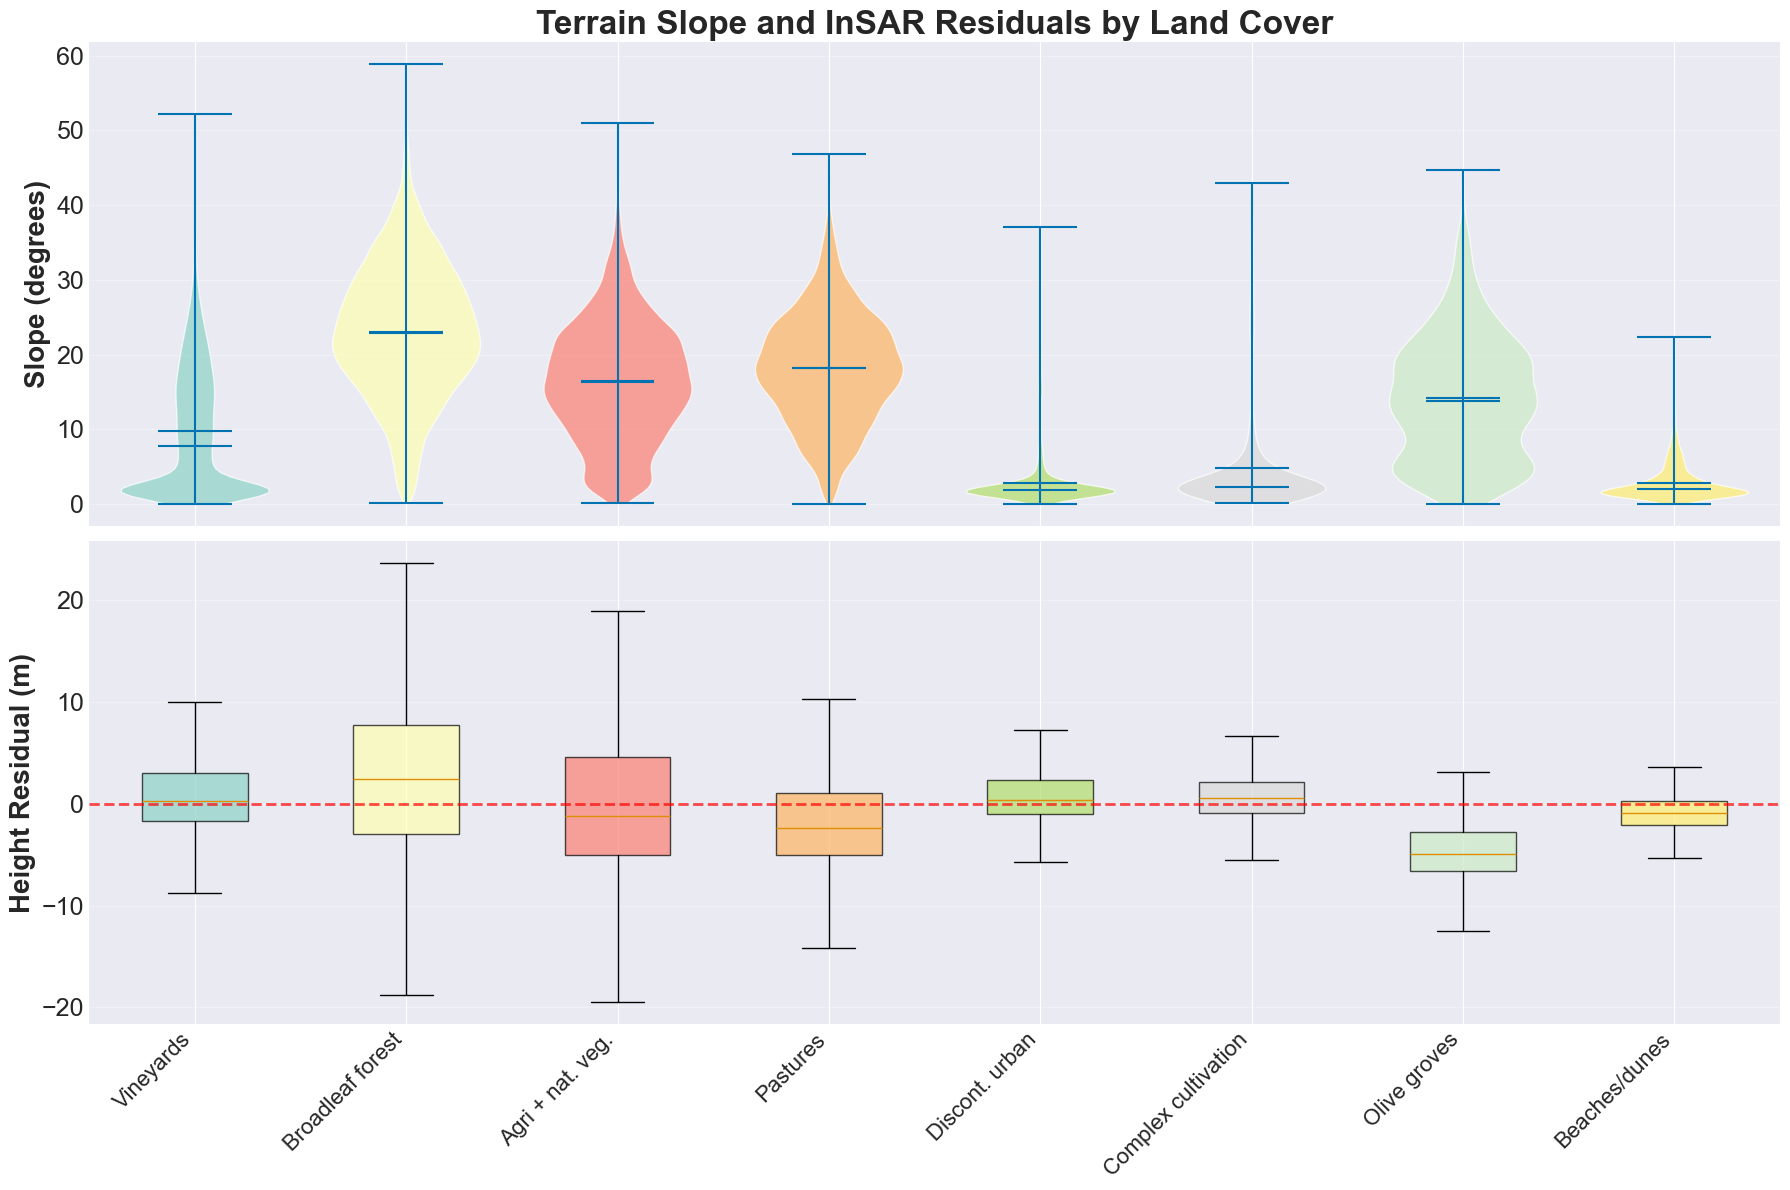 Terrain Slope and InSAR Residuals by Land Cover
Slope (degrees)
60
50
40
30
20
10
0
Height Residual (m)
20
10
0
−10
−20
Vineyards
Broadleaf forest
Agri + nat. veg.
Pastures
Discont. urban
Complex cultivation
Olive groves
Beaches/dunes